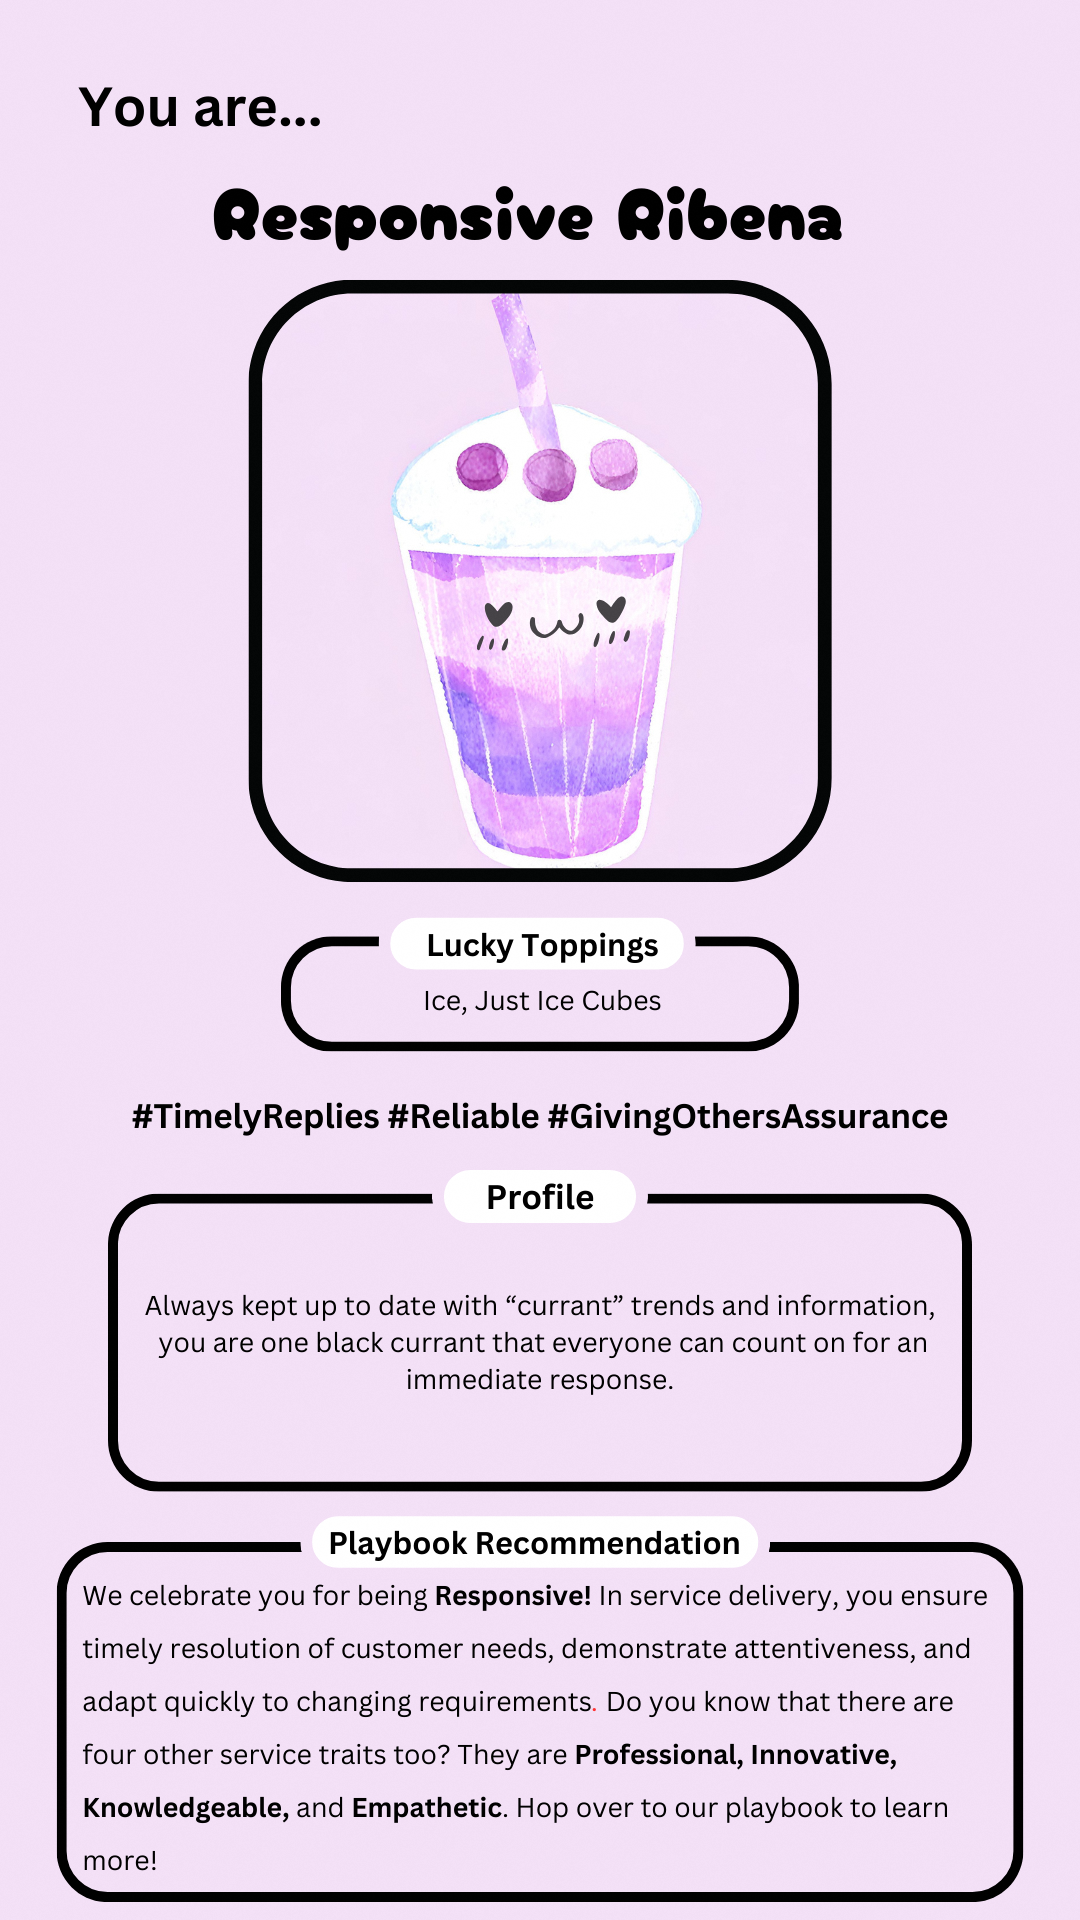 You are...
Responsive Ribena
Lucky Toppings
Ice, Just Ice Cubes
#TimelyReplies #Reliable #GivingOthersAssurance
Profile
Always kept up to date with “currant” trends and information,
you are one black currant that everyone can count on for an
immediate response.
Playbook Recommendation
We celebrate you for being Responsive! In service delivery, you ensure
timely resolution of customer needs, demonstrate attentiveness, and
adapt quickly to changing requirements. Do you know that there are
four other service traits too? They are Professional, Innovative,
Knowledgeable, and Empathetic. Hop over to our playbook to learn
more!